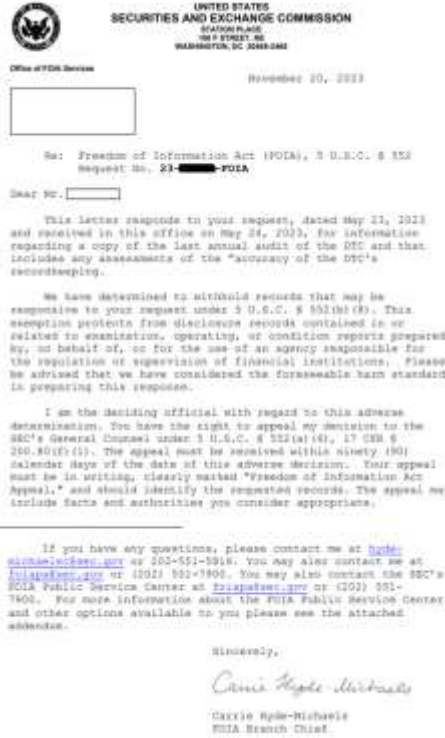 UNITED STATES
SECURITIES AND EXCHANGE COMMISSION
STATION PLACE
100 F STREET, NE
WASHINGTON, DC 20549-2465
Office of FOIA Services
November 20, 2023
Re: Freedom of Information Act (FOIA), 5 U.S.C. § 552
Request No. 23-FOIA
Dear Mr.
This letter responds to your request, dated May 23, 2023
and received in this office on May 24, 2023, for information
regarding a copy of the last annual audit of the DTC and that
includes any assessments of the "accuracy of the DTC's
recordkeeping.
We have determined to withhold records that may be
responsive to your request under 5 U.S.C. § 552(b)(8). This
exemption protects from disclosure records contained in or
related to examination, operating, or condition reports prepared
by, on behalf of, or for the use of an agency responsible for
the regulation or supervision of financial institutions. Please
be advised that we have considered the foreseeable harm standard
in preparing this response.
I am the deciding official with regard to this adverse
determination. You have the right to appeal my decision to the
SEC's General Counsel under 5 U.S.C. § 552(a)(6), 17 CFR §
200.80(f)(1). The appeal must be received within ninety (90)
calendar days of the date of this adverse decision. Your appeal
must be in writing, clearly marked "Freedom of Information Act
Appeal," and should identify the requested records. The appeal may
include facts and authorities you consider appropriate.
If you have any questions, please contact me at hyde-
michaelsc@sec.gov or 202-551-5816. You may also contact me at
foiapa@sec.gov or (202) 551-7900. You may also contact the SEC's
FOIA Public Service Center at foiapa@sec.gov or (202) 551-
7900. For more information about the FOIA Public Service Center
and other options available to you please see the attached
addendum.
Sincerely,
Carrie Hyde-Michaels
Carrie Hyde-Michaels
FOIA Branch Chief